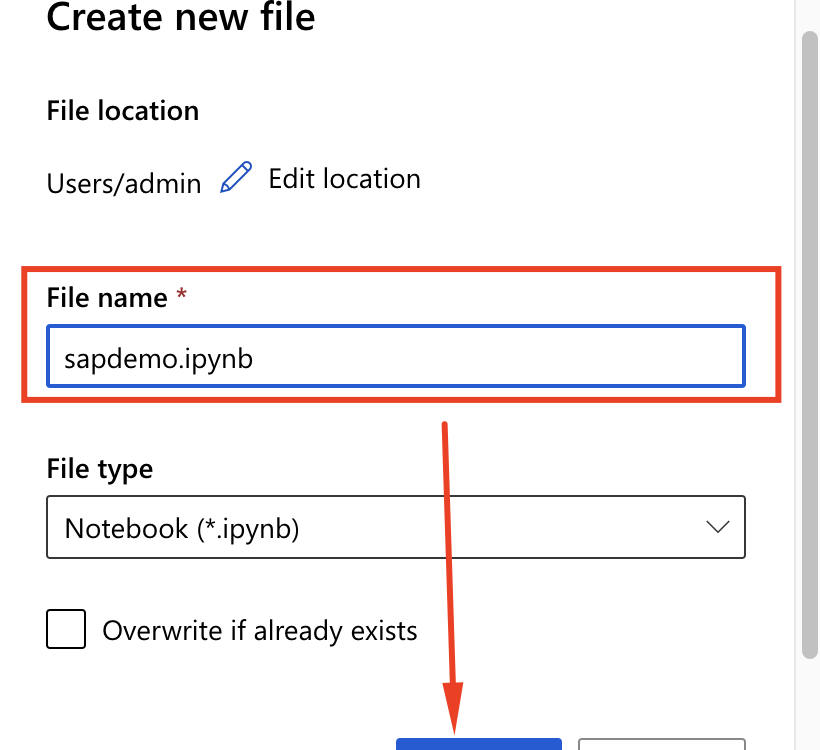 Create new file
File location
Users/admin Edit location
File name *
sapdemo.ipynb
File type
Notebook (*.ipynb)
Overwrite if already exists